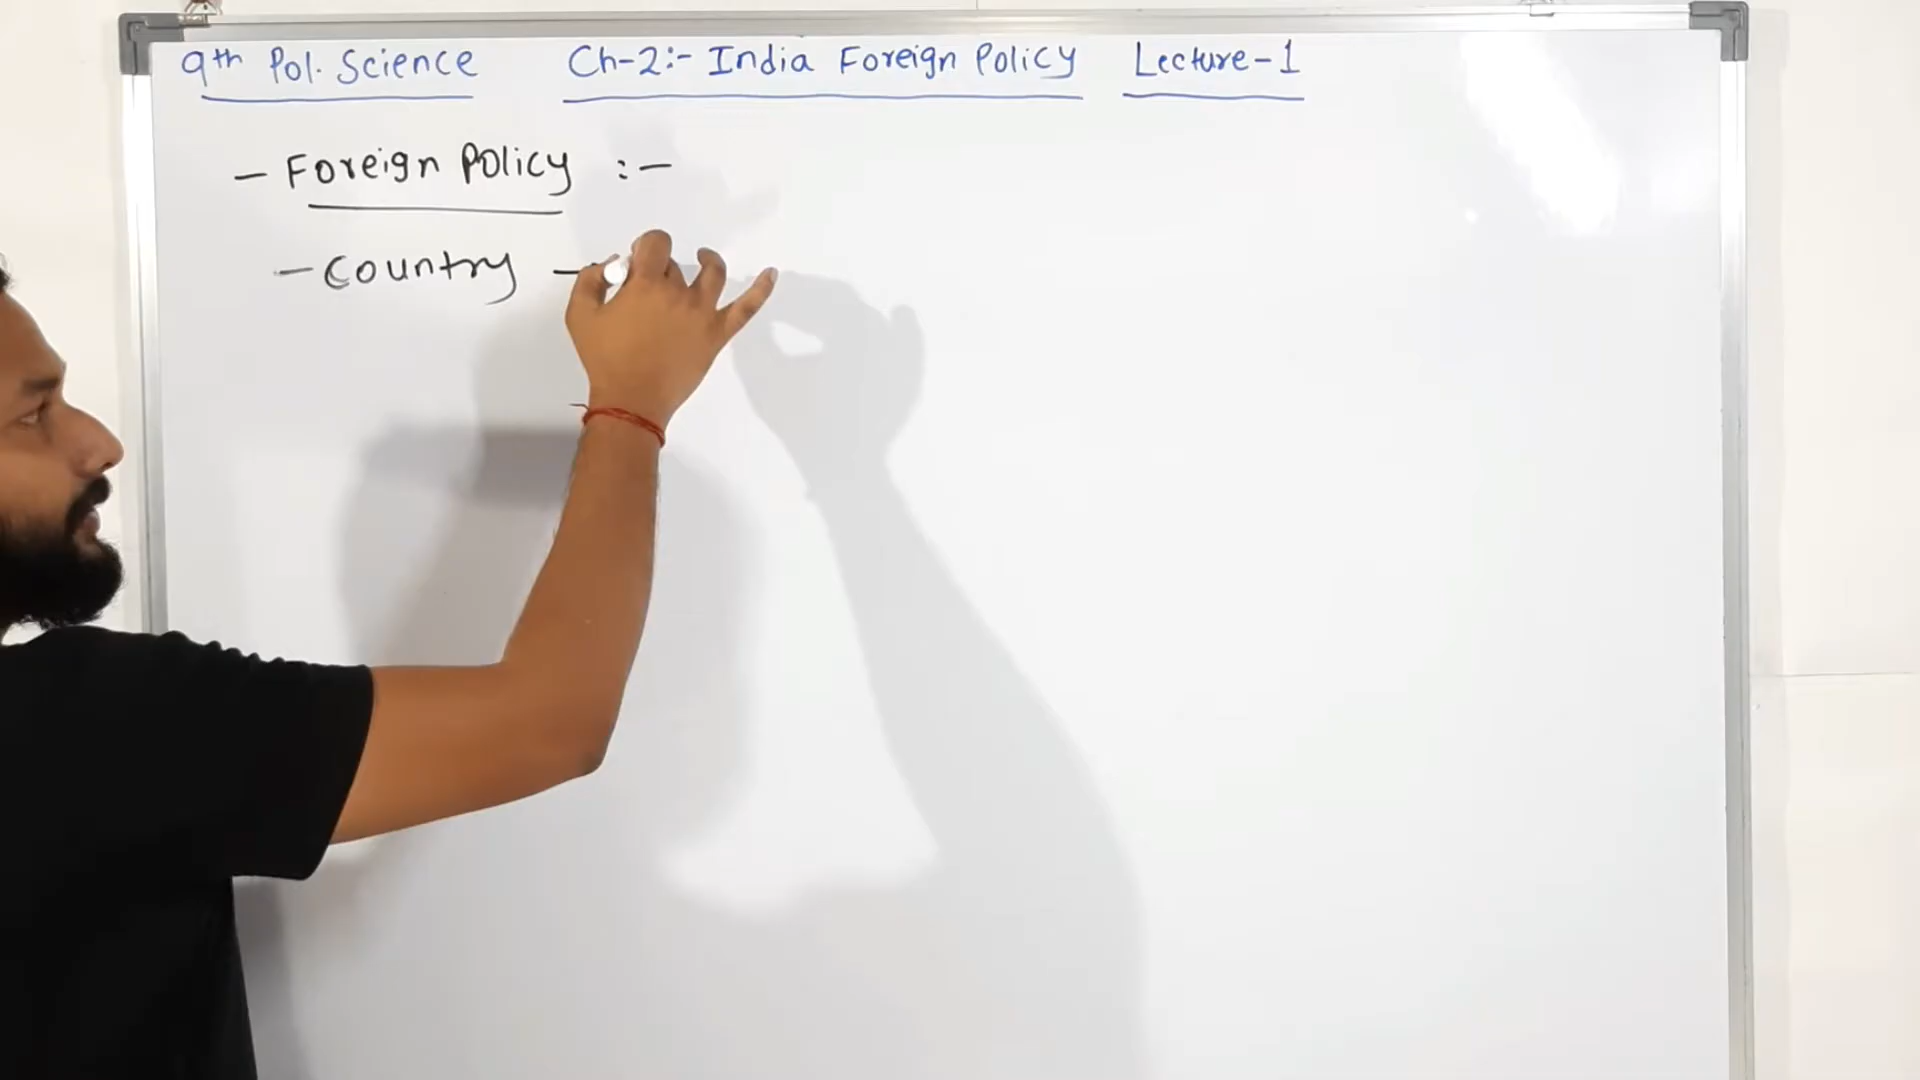 9th Pol. Science Ch-2:- India Foreign Policy Lecture-1
- Foreign Policy :-
- Country -